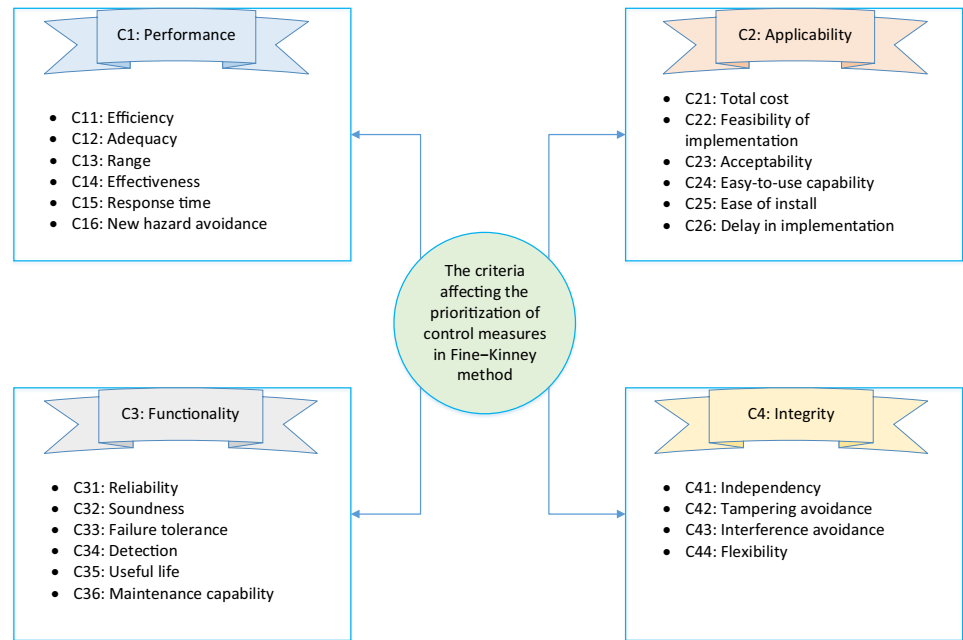 C1: Performance
• C11: Efficiency
• C12: Adequacy
• C13: Range
• C14: Effectiveness
• C15: Response time
• C16: New hazard avoidance
C2: Applicability
• C21: Total cost
• C22: Feasibility of
implementation
• C23: Acceptability
• C24: Easy-to-use capability
• C25: Ease of install
• C26: Delay in implementation
The criteria
affecting the
prioritization of
control measures
in Fine–Kinney
method
C3: Functionality
• C31: Reliability
• C32: Soundness
• C33: Failure tolerance
• C34: Detection
• C35: Useful life
• C36: Maintenance capability
C4: Integrity
• C41: Independency
• C42: Tampering avoidance
• C43: Interference avoidance
• C44: Flexibility